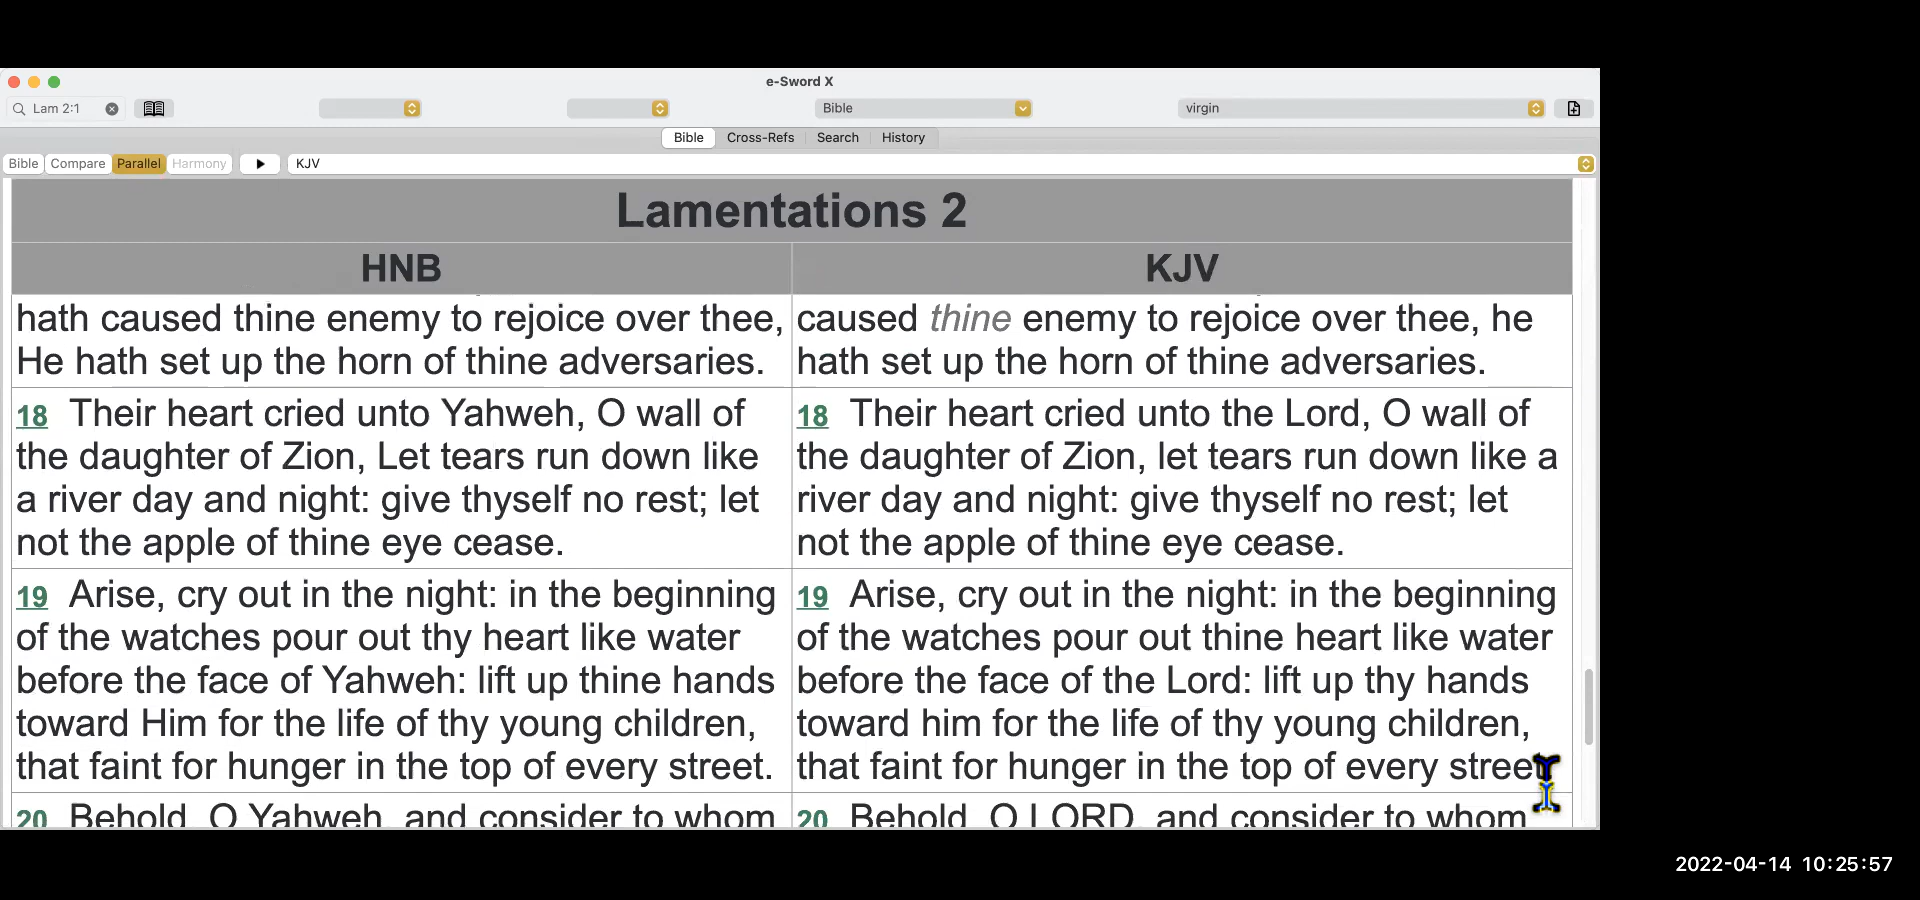 e-Sword X
Lam 2:1
Bible
virgin
Bible Cross-Refs Search History
Bible Compare Parallel Harmony KJV
Lamentations 2
HNB
hath caused thine enemy to rejoice over thee,
He hath set up the horn of thine adversaries.
18 Their heart cried unto Yahweh, O wall of
the daughter of Zion, Let tears run down like
a river day and night: give thyself no rest; let
not the apple of thine eye cease.
19 Arise, cry out in the night: in the beginning
of the watches pour out thy heart like water
before the face of Yahweh: lift up thine hands
toward Him for the life of thy young children,
that faint for hunger in the top of every street.
20 Behold, O Yahweh, and consider to whom
KJV
caused thine enemy to rejoice over thee, he
hath set up the horn of thine adversaries.
18 Their heart cried unto the Lord, O wall of
the daughter of Zion, let tears run down like a
river day and night: give thyself no rest; let
not the apple of thine eye cease.
19 Arise, cry out in the night: in the beginning
of the watches pour out thine heart like water
before the face of the Lord: lift up thy hands
toward him for the life of thy young children,
that faint for hunger in the top of every street
20 Behold, O LORD, and consider to whom
2022-04-14 10:25:57